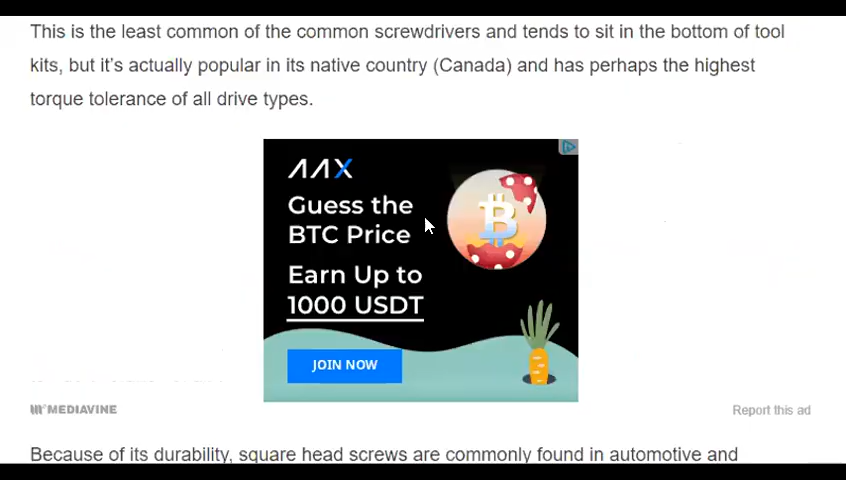 This is the least common of the common screwdrivers and tends to sit in the bottom of tool
kits, but it's actually popular in its native country (Canada) and has perhaps the highest
torque tolerance of all drive types.
AAX
Guess the
BTC Price
Earn Up to
1000 USDT
JOIN NOW
MEDIAVINE
Report this ad
Because of its durability, square head screws are commonly found in automotive and